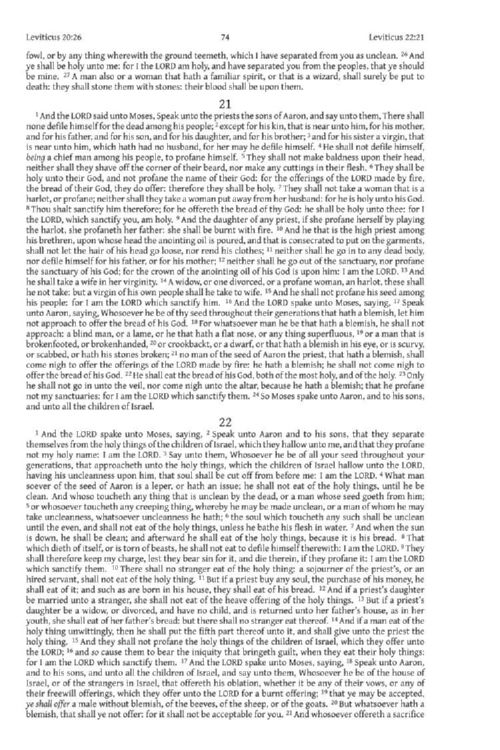 Leviticus 20:26 74 Leviticus 22:21
fowl, or by any thing wherewith the ground teemeth, which I have separated from you as unclean. 26 And
ye shall be holy unto me: for I the LORD am holy, and have separated you from the peoples, that ye should
be mine. 27 A man also or a woman that hath a familiar spirit, or that is a wizard, shall surely be put to
death: they shall stone them with stones: their blood shall be upon them.
21
1 And the LORD said unto Moses, Speak unto the priests the sons of Aaron, and say unto them, There shall
none defile himself for the dead among his people; 2 except for his kin, that is near unto him, for his mother,
and for his father, and for his son, and for his daughter, and for his brother; 3 and for his sister a virgin, that
is near unto him, which hath had no husband, for her may he defile himself. 4 He shall not defile himself,
being a chief man among his people, to profane himself. 5 They shall not make baldness upon their head,
neither shall they shave off the corner of their beard, nor make any cuttings in their flesh. 6 They shall be
holy unto their God, and not profane the name of their God: for the offerings of the LORD made by fire,
the bread of their God, they do offer: therefore they shall be holy. 7 They shall not take a woman that is a
harlot, or profane; neither shall they take a woman put away from her husband: for he is holy unto his God.
8 Thou shalt sanctify him therefore; for he offereth the bread of thy God: he shall be holy unto thee: for I
the LORD, which sanctify you, am holy. 9 And the daughter of any priest, if she profane herself by playing
the harlot, she profaneth her father: she shall be burnt with fire. 10 And he that is the high priest among
his brethren, upon whose head the anointing oil is poured, and that is consecrated to put on the garments,
shall not let the hair of his head go loose, nor rend his clothes; 11 neither shall he go in to any dead body,
nor defile himself for his father, or for his mother; 12 neither shall he go out of the sanctuary, nor profane
the sanctuary of his God; for the crown of the anointing oil of his God is upon him: I am the LORD. 13 And
he shall take a wife in her virginity. 14 A widow, or one divorced, or a profane woman, an harlot, these shall
he not take: but a virgin of his own people shall he take to wife. 15 And he shall not profane his seed among
his people: for I am the LORD which sanctify him. 16 And the LORD spake unto Moses, saying, 17 Speak
unto Aaron, saying, Whosoever he be of thy seed throughout their generations that hath a blemish, let him
not approach to offer the bread of his God. 18 For whatsoever man he be that hath a blemish, he shall not
approach: a blind man, or a lame, or he that hath a flat nose, or any thing superfluous, 19 or a man that is
brokenfooted, or brokenhanded, 20 or crookbackt, or a dwarf, or that hath a blemish in his eye, or is scurvy,
or scabbed, or hath his stones broken; 21 no man of the seed of Aaron the priest, that hath a blemish, shall
come nigh to offer the offerings of the LORD made by fire: he hath a blemish; he shall not come nigh to
offer the bread of his God. 22 He shall eat the bread of his God, both of the most holy, and of the holy. 23 Only
he shall not go in unto the veil, nor come nigh unto the altar, because he hath a blemish; that he profane
not my sanctuaries: for I am the LORD which sanctify them. 24 So Moses spake unto Aaron, and to his sons,
and unto all the children of Israel.
22
1 And the LORD spake unto Moses, saying, 2 Speak unto Aaron and to his sons, that they separate
themselves from the holy things of the children of Israel, which they hallow unto me, and that they profane
not my holy name: I am the LORD. 3 Say unto them, Whosoever he be of all your seed throughout your
generations, that approacheth unto the holy things, which the children of Israel hallow unto the LORD,
having his uncleanness upon him, that soul shall be cut off from before me: I am the LORD. 4 What man
soever of the seed of Aaron is a leper, or hath an issue; he shall not eat of the holy things, until he be
clean. And whoso toucheth any thing that is unclean by the dead, or a man whose seed goeth from him;
5 or whosoever toucheth any creeping thing, whereby he may be made unclean, or a man of whom he may
take uncleanness, whatsoever uncleanness he hath; 6 the soul which toucheth any such shall be unclean
until the even, and shall not eat of the holy things, unless he bathe his flesh in water. 7 And when the sun
is down, he shall be clean; and afterward he shall eat of the holy things, because it is his bread. 8 That
which dieth of itself, or is torn of beasts, he shall not eat to defile himself therewith: I am the LORD. 9 They
shall therefore keep my charge, lest they bear sin for it, and die therein, if they profane it: I am the LORD
which sanctify them. 10 There shall no stranger eat of the holy thing: a sojourner of the priest's, or an
hired servant, shall not eat of the holy thing. 11 But if a priest buy any soul, the purchase of his money, he
shall eat of it; and such as are born in his house, they shall eat of his bread. 12 And if a priest's daughter
be married unto a stranger, she shall not eat of the heave offering of the holy things. 13 But if a priest's
daughter be a widow, or divorced, and have no child, and is returned unto her father's house, as in her
youth, she shall eat of her father's bread: but there shall no stranger eat thereof. 14 And if a man eat of the
holy thing unwittingly, then he shall put the fifth part thereof unto it, and shall give unto the priest the
holy thing. 15 And they shall not profane the holy things of the children of Israel, which they offer unto
the LORD; 16 and so cause them to bear the iniquity that bringeth guilt, when they eat their holy things:
for I am the LORD which sanctify them. 17 And the LORD spake unto Moses, saying, 18 Speak unto Aaron,
and to his sons, and unto all the children of Israel, and say unto them, Whosoever he be of the house of
Israel, or of the strangers in Israel, that offereth his oblation, whether it be any of their vows, or any of
their freewill offerings, which they offer unto the LORD for a burnt offering; 19 that ye may be accepted,
ye shall offer a male without blemish, of the beeves, of the sheep, or of the goats. 20 But whatsoever hath a
blemish, that shall ye not offer: for it shall not be acceptable for you. 21 And whosoever offereth a sacrifice